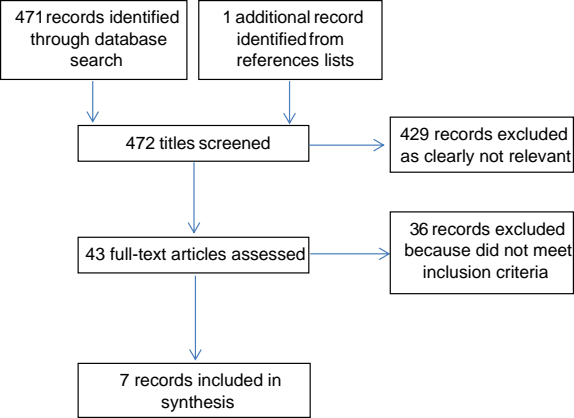 471 records identified
through database
search
1 additional record
identified from
references lists
472 titles screened
429 records excluded
as clearly not relevant
43 full-text articles assessed
36 records excluded
because did not meet
inclusion criteria
7 records included in
synthesis